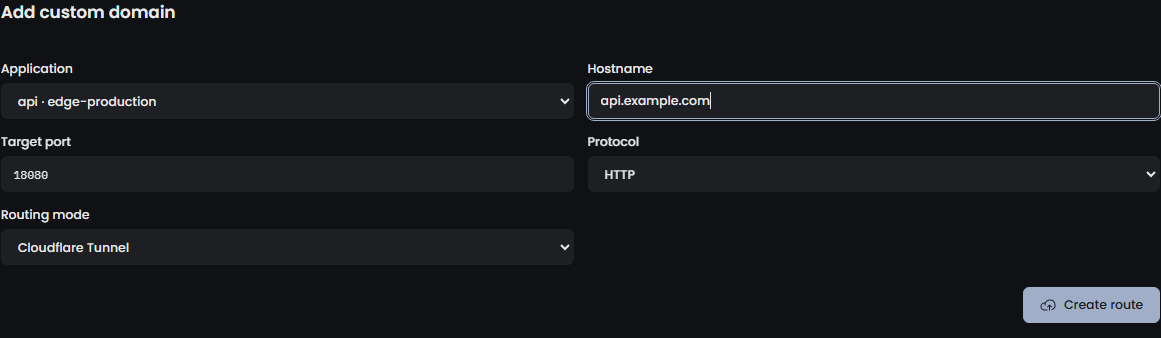 Add custom domain
Application
Hostname
api · edge-production
api.example.com
Target port
Protocol
18080
HTTP
Routing mode
Cloudflare Tunnel
Create route